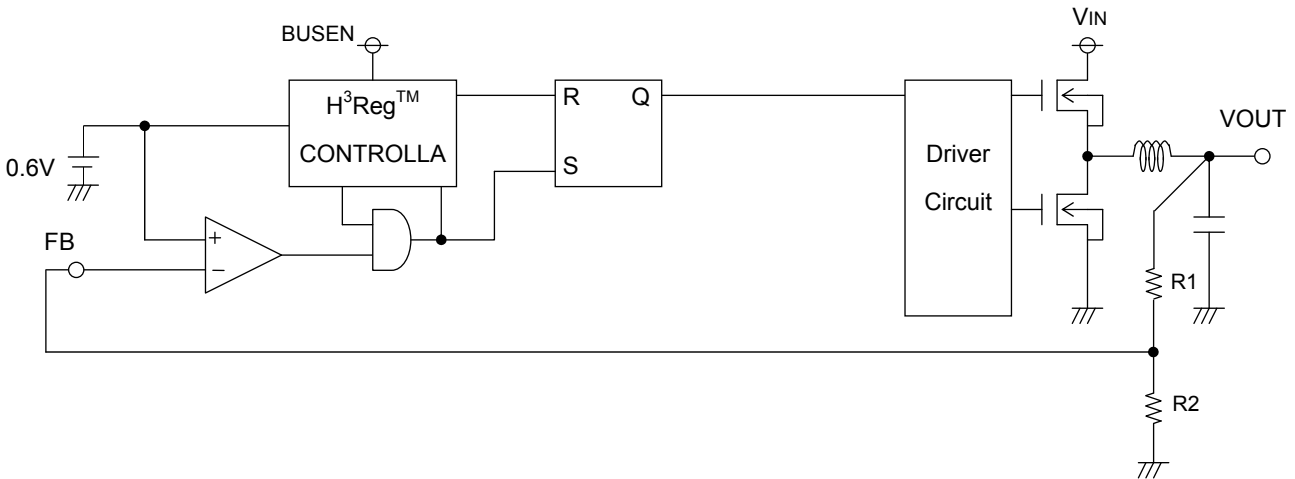 BUSEN
VIN
H³Reg™
CONTROLLA
R Q
S
0.6V
FB
+
−
Driver
Circuit
VOUT
R1
R2